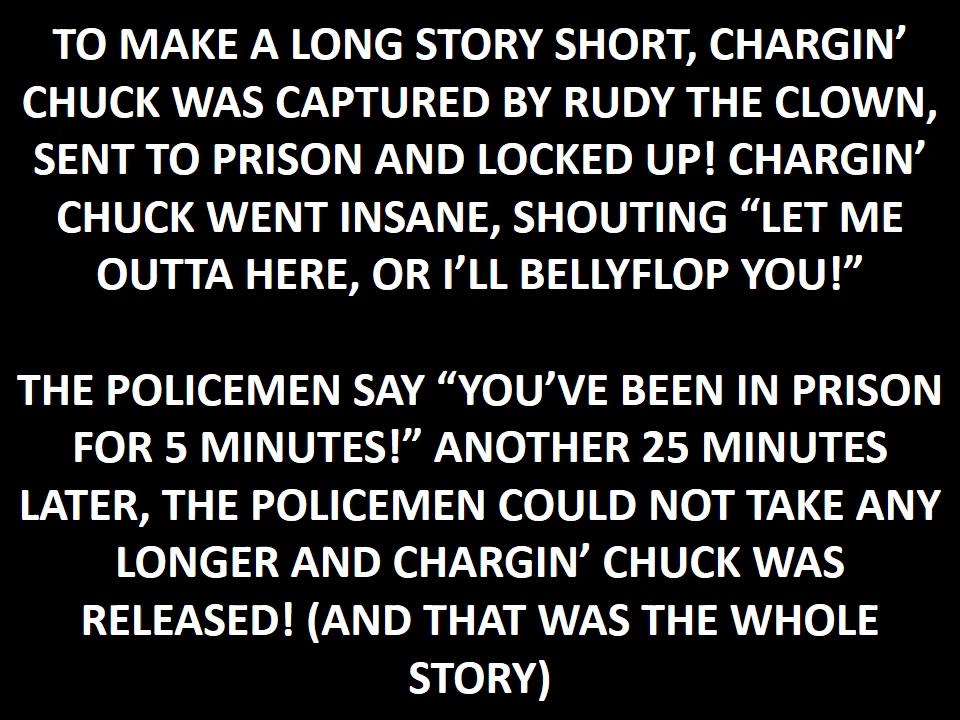 TO MAKE A LONG STORY SHORT, CHARGIN’
CHUCK WAS CAPTURED BY RUDY THE CLOWN,
SENT TO PRISON AND LOCKED UP! CHARGIN’
CHUCK WENT INSANE, SHOUTING “LET ME
OUTTA HERE, OR I’LL BELLYFLOP YOU!”
THE POLICEMEN SAY “YOU’VE BEEN IN PRISON
FOR 5 MINUTES!” ANOTHER 25 MINUTES
LATER, THE POLICEMEN COULD NOT TAKE ANY
LONGER AND CHARGIN’ CHUCK WAS
RELEASED! (AND THAT WAS THE WHOLE
STORY)